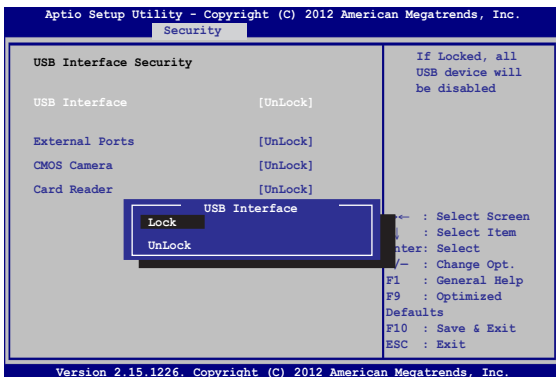 Aptio Setup Utility - Copyright (C) 2012 American Megatrends, Inc.
Security
USB Interface Security
USB Interface [UnLock]
External Ports [UnLock]
CMOS Camera [UnLock]
Card Reader [UnLock]
USB Interface
Lock
UnLock
If Locked, all
USB device will
be disabled
: Select Screen
: Select Item
: Select
: Change Opt.
F1 : General Help
F9 : Optimized
Defaults
F10 : Save & Exit
ESC : Exit
Version 2.15.1226. Copyright (C) 2012 American Megatrends, Inc.